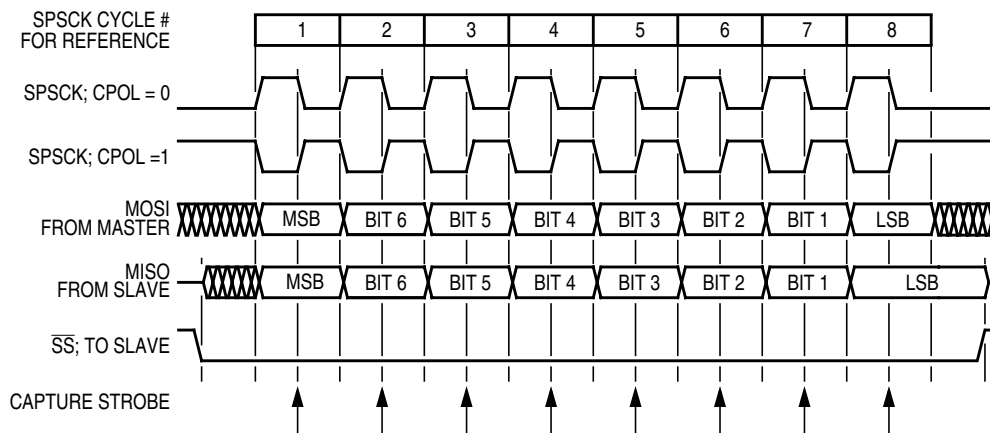 SPSCK CYCLE #
FOR REFERENCE
1 2 3 4 5 6 7 8
SPSCK; CPOL = 0
SPSCK; CPOL =1
MOSI
FROM MASTER
MSB BIT 6 BIT 5 BIT 4 BIT 3 BIT 2 BIT 1 LSB
MISO
FROM SLAVE
MSB BIT 6 BIT 5 BIT 4 BIT 3 BIT 2 BIT 1 LSB
S̅S̅; TO SLAVE
CAPTURE STROBE